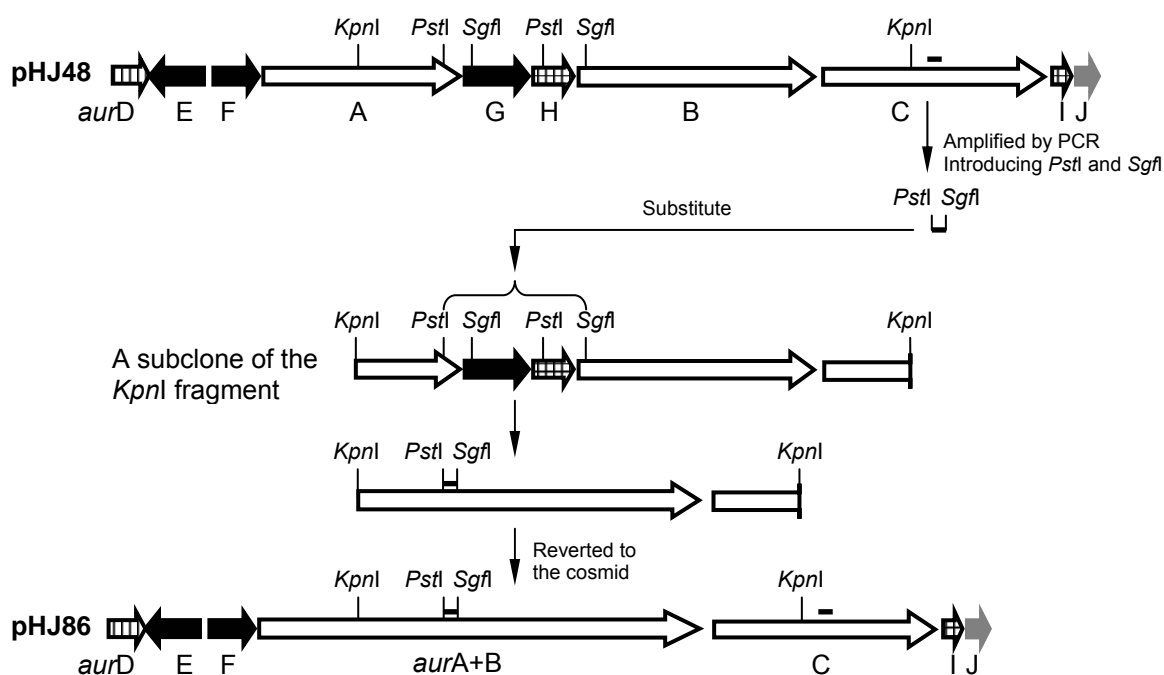 KpnI PstI SgfI PstI SgfI KpnI
pHJ48
aurD E F A G H B C I J
Amplified by PCR
Introducing PstI and SgfI
PstI SgfI
Substitute
KpnI PstI SgfI PstI SgfI KpnI
A subclone of the
KpnI fragment
KpnI PstI SgfI KpnI
Reverted to
the cosmid
KpnI PstI SgfI KpnI
pHJ86
aurD E F aurA+B C I J